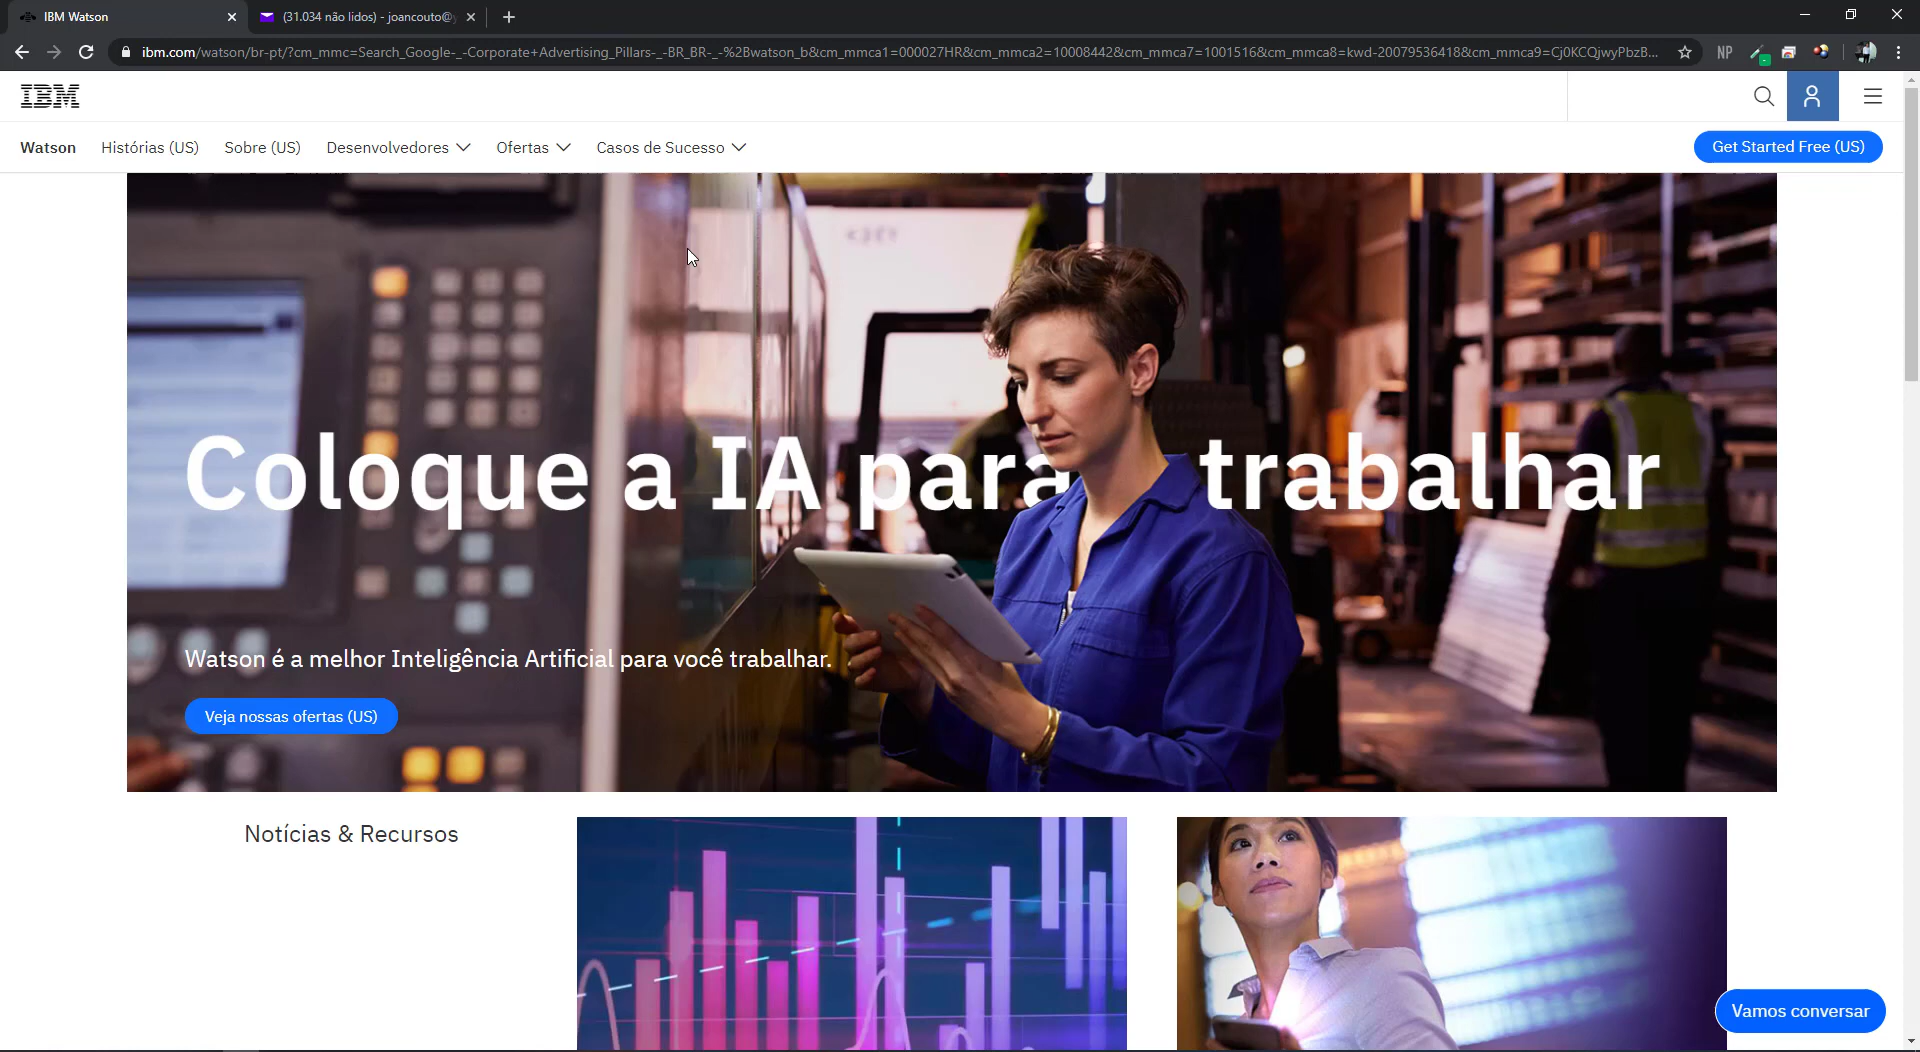 IBM Watson
(31.034 não lidos) - joancouto@
ibm.com/watson/br-pt/?cm_mmc=Search_Google-_-Corporate+Advertising_Pillars-_-BR_BR-_-%2Bwatson_b&cm_mmca1=000027HR&cm_mmca2=10008442&cm_mmca7=1001516&cm_mmca8=kwd-20079536418&cm_mmca9=Cj0KCQjwyPbzB...
NP
IBM
Watson Histórias (US) Sobre (US) Desenvolvedores Ofertas Casos de Sucesso Get Started Free (US)
Coloque a IA para trabalhar
Watson é a melhor Inteligência Artificial para você trabalhar.
Veja nossas ofertas (US)
Notícias & Recursos
Vamos conversar